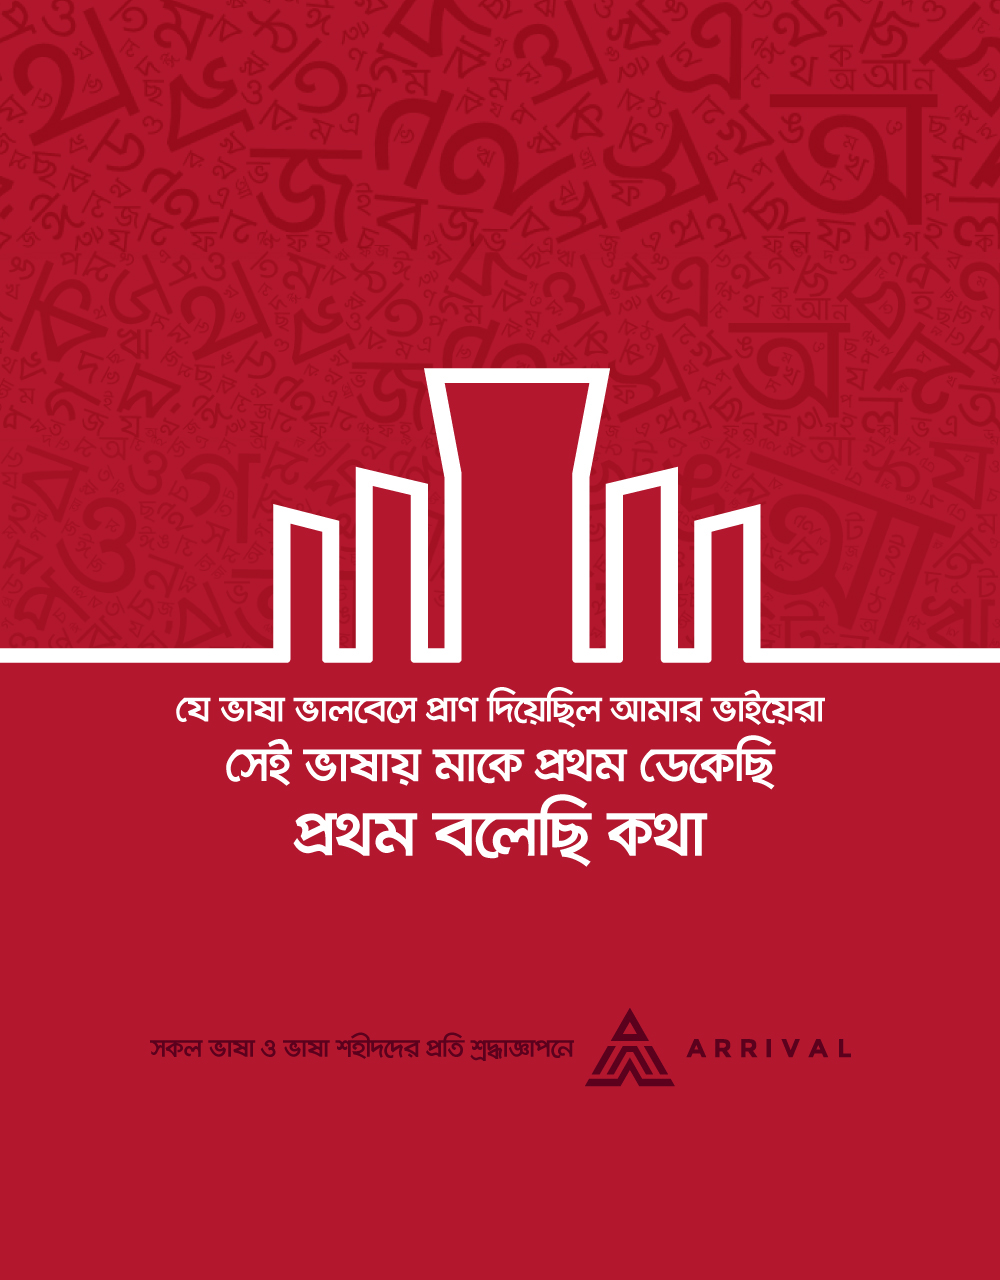 যে ভাষা ভালবেসে প্রাণ দিয়েছিল আমার ভাইয়েরা
সেই ভাষায় মাকে প্রথম ডেকেছি
প্রথম বলেছি কথা
সকল ভাষা ও ভাষা শহীদদের প্রতি শ্রদ্ধাজ্ঞাপনে ARRIVAL